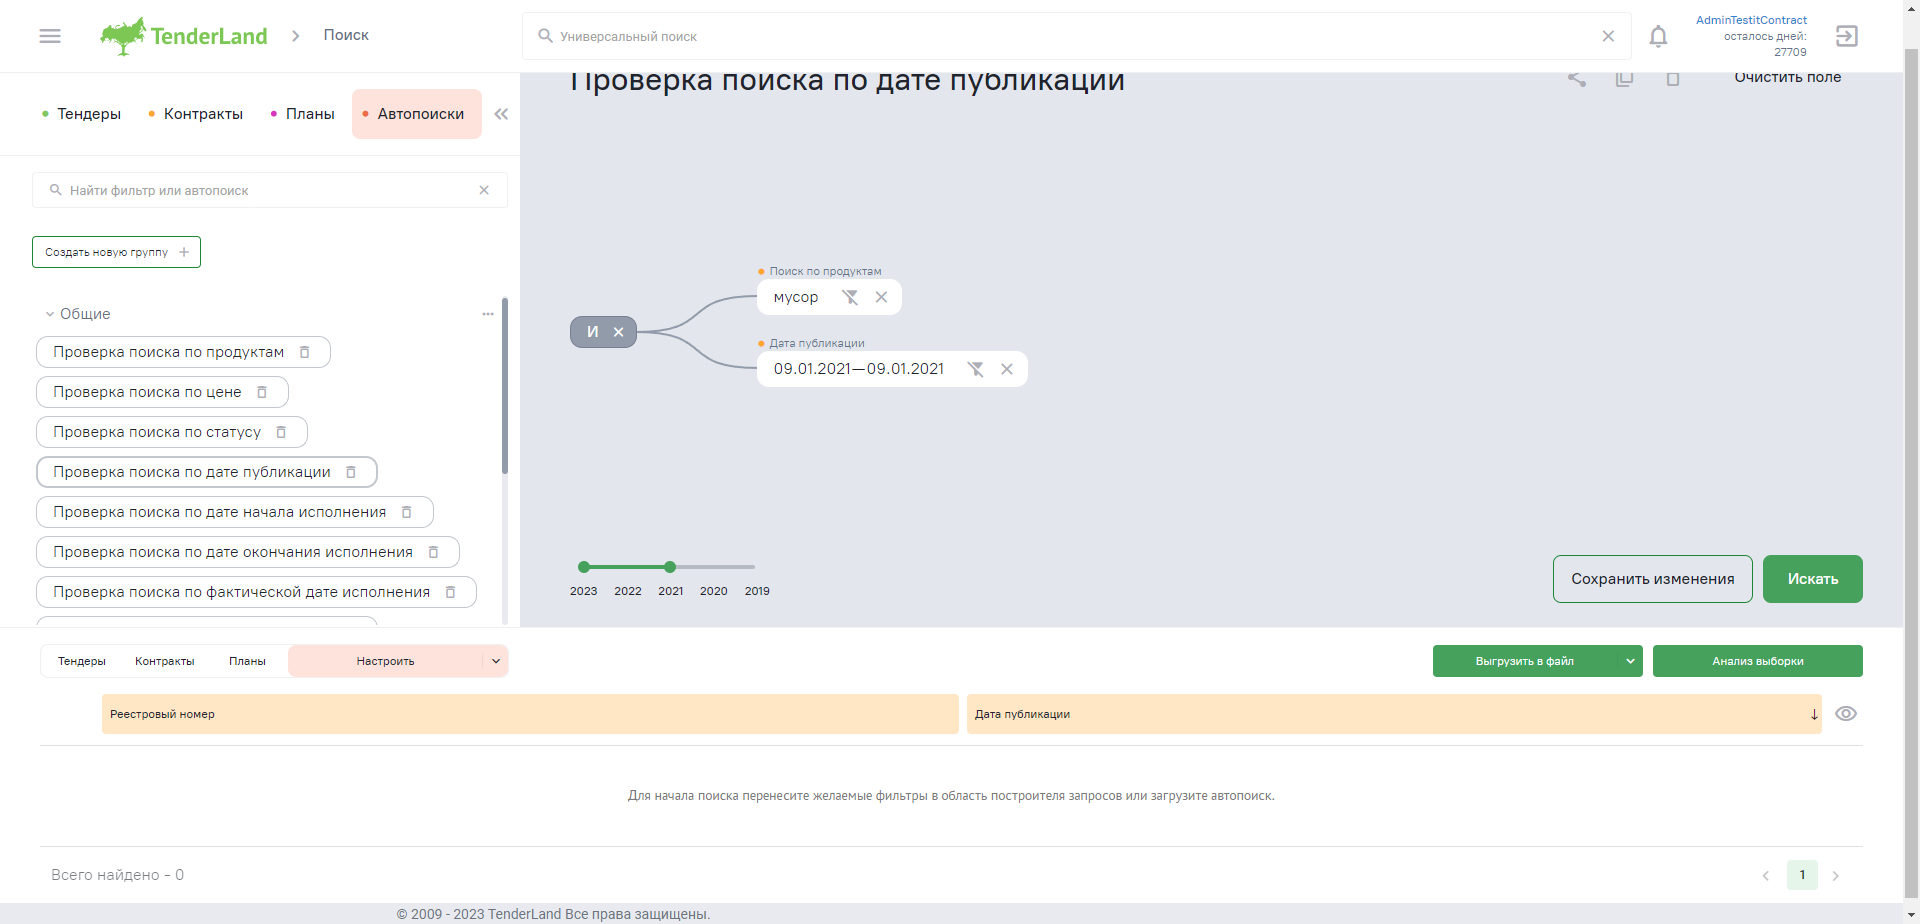 TenderLand
Поиск
Универсальный поиск
AdminTestitContract
осталось дней:
27709
Тендеры
Контракты
Планы
Автопоиски
Проверка поиска по дате публикации
Очистить поле
Найти фильтр или автопоиск
Создать новую группу
Общие
Проверка поиска по продуктам
Проверка поиска по цене
Проверка поиска по статусу
Проверка поиска по дате публикации
Проверка поиска по дате начала исполнения
Проверка поиска по дате окончания исполнения
Проверка поиска по фактической дате исполнения
Поиск по продуктам
мусор
И
Дата публикации
09.01.2021—09.01.2021
2023 2022 2021 2020 2019
Сохранить изменения
Искать
Тендеры
Контракты
Планы
Настроить
Выгрузить в файл
Анализ выборки
Реестровый номер
Дата публикации
Для начала поиска перенесите желаемые фильтры в область построителя запросов или загрузите автопоиск.
Всего найдено - 0
1
© 2009 - 2023 TenderLand Все права защищены.